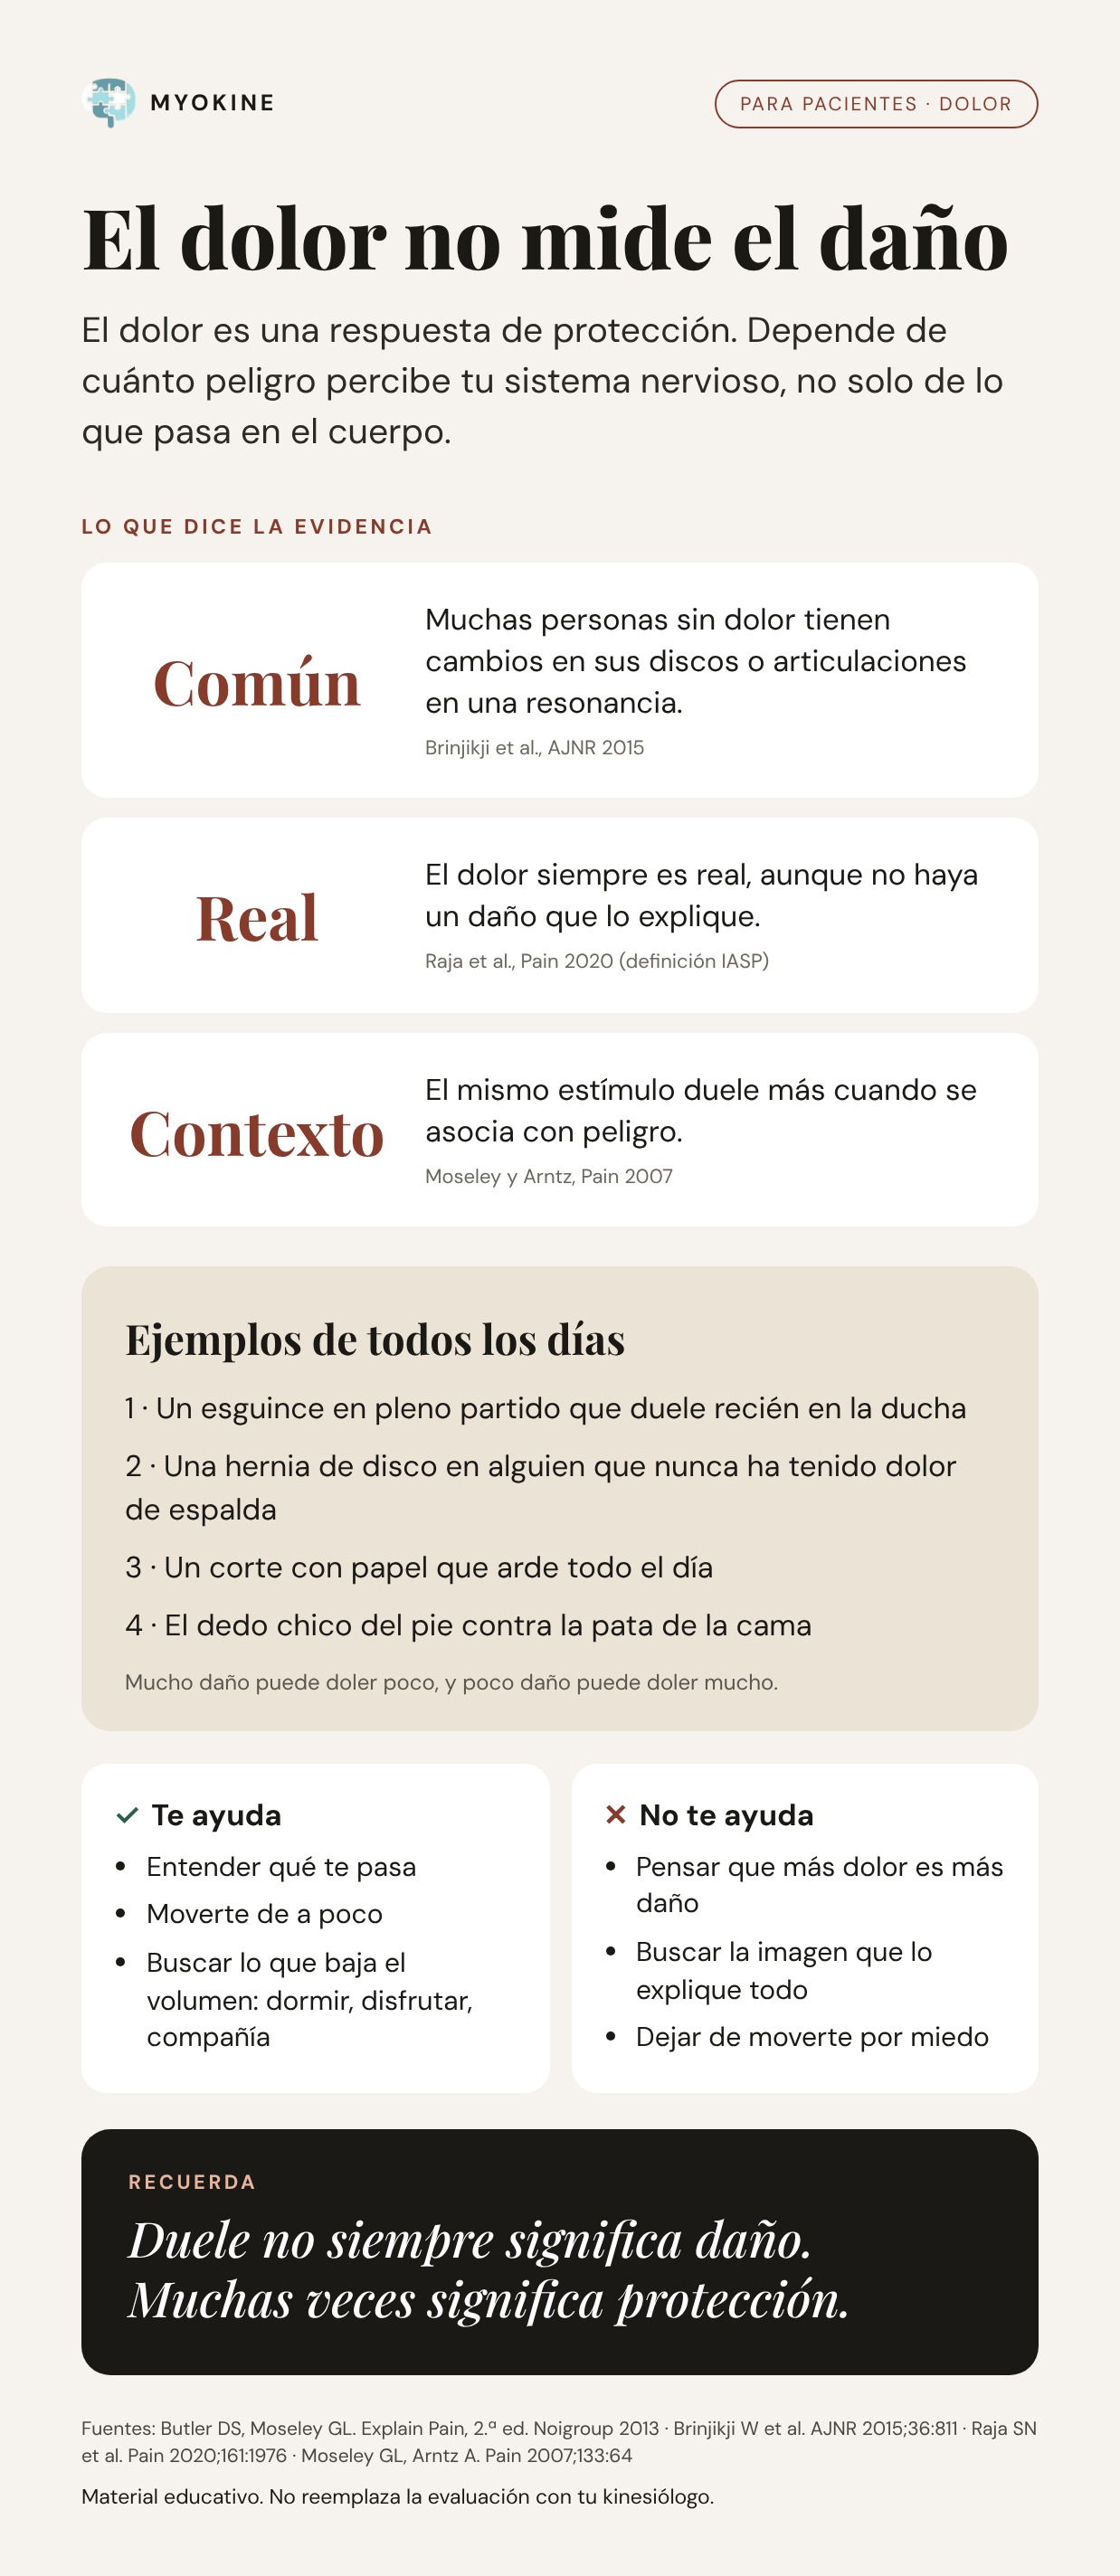 MYOKINE
PARA PACIENTES · DOLOR
El dolor no mide el daño
El dolor es una respuesta de protección. Depende de
cuánto peligro percibe tu sistema nervioso, no solo de lo
que pasa en el cuerpo.
LO QUE DICE LA EVIDENCIA
Común
Muchas personas sin dolor tienen
cambios en sus discos o articulaciones
en una resonancia.
Brinjikji et al., AJNR 2015
Real
El dolor siempre es real, aunque no haya
un daño que lo explique.
Raja et al., Pain 2020 (definición IASP)
Contexto
El mismo estímulo duele más cuando se
asocia con peligro.
Moseley y Arntz, Pain 2007
Ejemplos de todos los días
1 · Un esguince en pleno partido que duele recién en la ducha
2 · Una hernia de disco en alguien que nunca ha tenido dolor
de espalda
3 · Un corte con papel que arde todo el día
4 · El dedo chico del pie contra la pata de la cama
Mucho daño puede doler poco, y poco daño puede doler mucho.
✓ Te ayuda
• Entender qué te pasa
• Moverte de a poco
• Buscar lo que baja el
volumen: dormir, disfrutar,
compañía
✕ No te ayuda
• Pensar que más dolor es más
daño
• Buscar la imagen que lo
explique todo
• Dejar de moverte por miedo
RECUERDA
Duele no siempre significa daño.
Muchas veces significa protección.
Fuentes: Butler DS, Moseley GL. Explain Pain, 2.ª ed. Noigroup 2013 · Brinjikji W et al. AJNR 2015;36:811 · Raja SN
et al. Pain 2020;161:1976 · Moseley GL, Arntz A. Pain 2007;133:64
Material educativo. No reemplaza la evaluación con tu kinesiólogo.